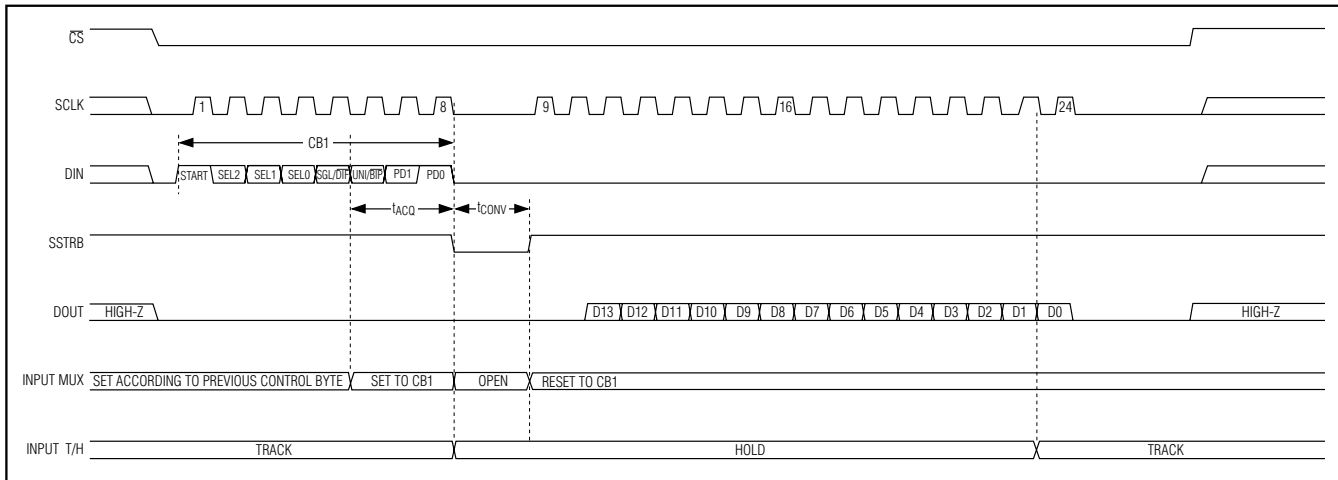 CS
SCLK 1 8 9 16 24
CB1
DIN START SEL2 SEL1 SEL0 SGL/DIF UNI/BIP PD1 PD0
tACQ tCONV
SSTRB
DOUT HIGH-Z D13 D12 D11 D10 D9 D8 D7 D6 D5 D4 D3 D2 D1 D0 HIGH-Z
INPUT MUX SET ACCORDING TO PREVIOUS CONTROL BYTE SET TO CB1 OPEN RESET TO CB1
INPUT T/H TRACK HOLD TRACK